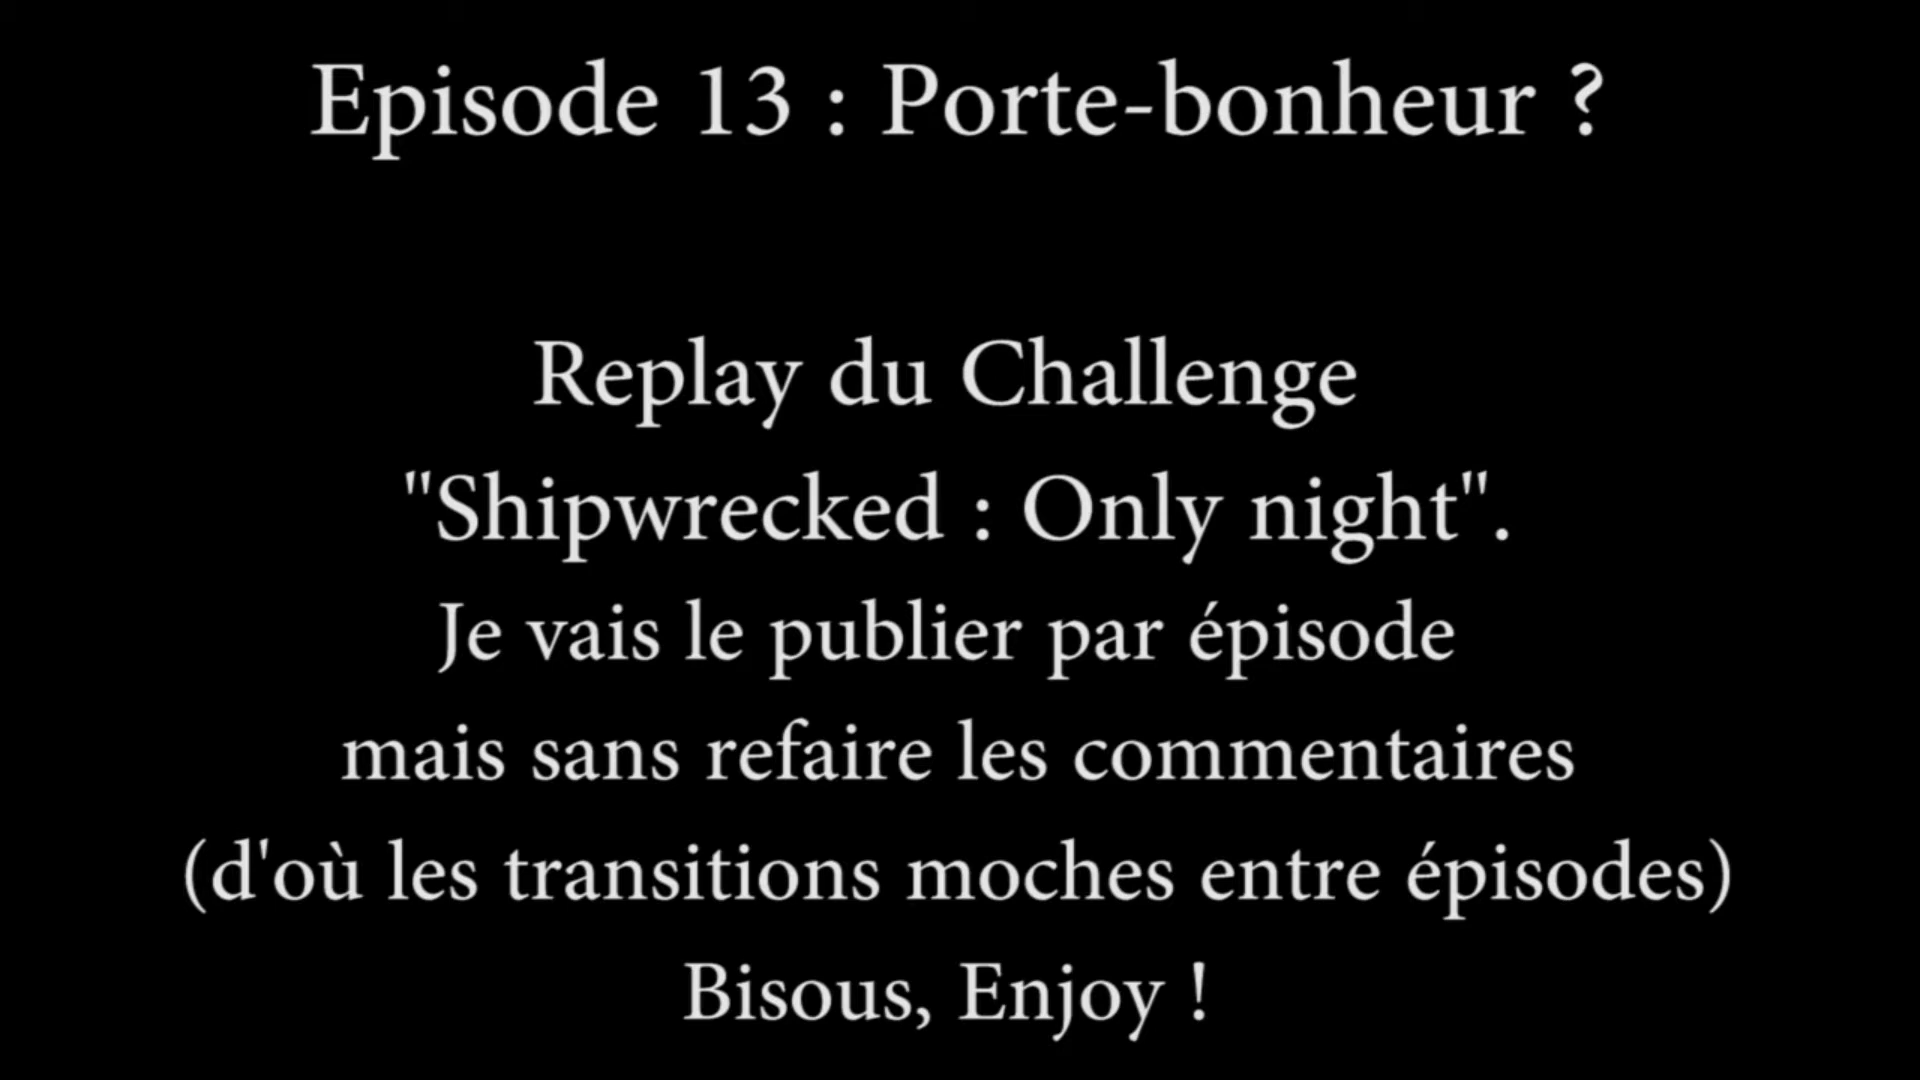 Episode 13 : Porte-bonheur ?
Replay du Challenge
"Shipwrecked : Only night".
Je vais le publier par épisode
mais sans refaire les commentaires
(d'où les transitions moches entre épisodes)
Bisous, Enjoy !